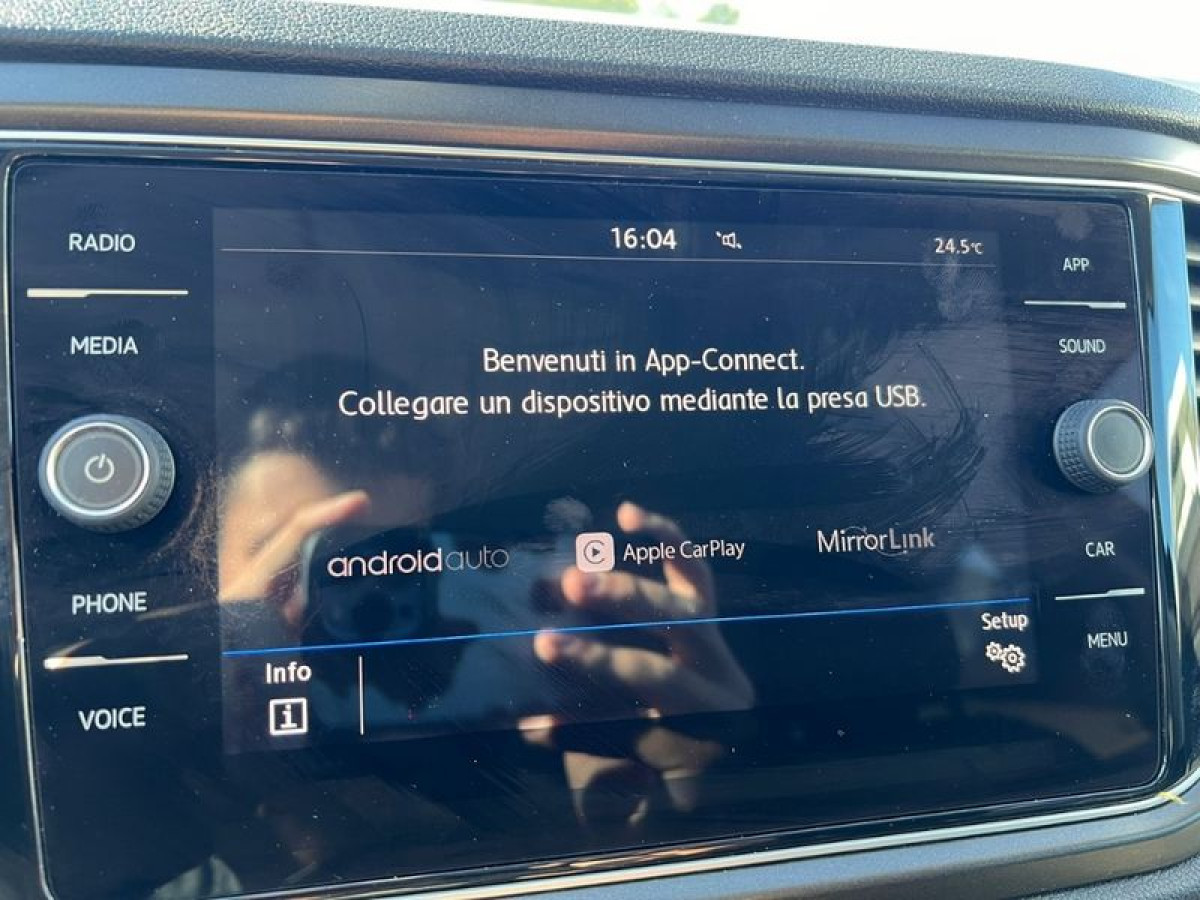 RADIO
MEDIA
PHONE
VOICE
16:04
24.5°C
Benvenuti in App-Connect.
Collegare un dispositivo mediante la presa USB.
androidauto
Apple CarPlay
MirrorLink
Info
Setup
APP
SOUND
CAR
MENU